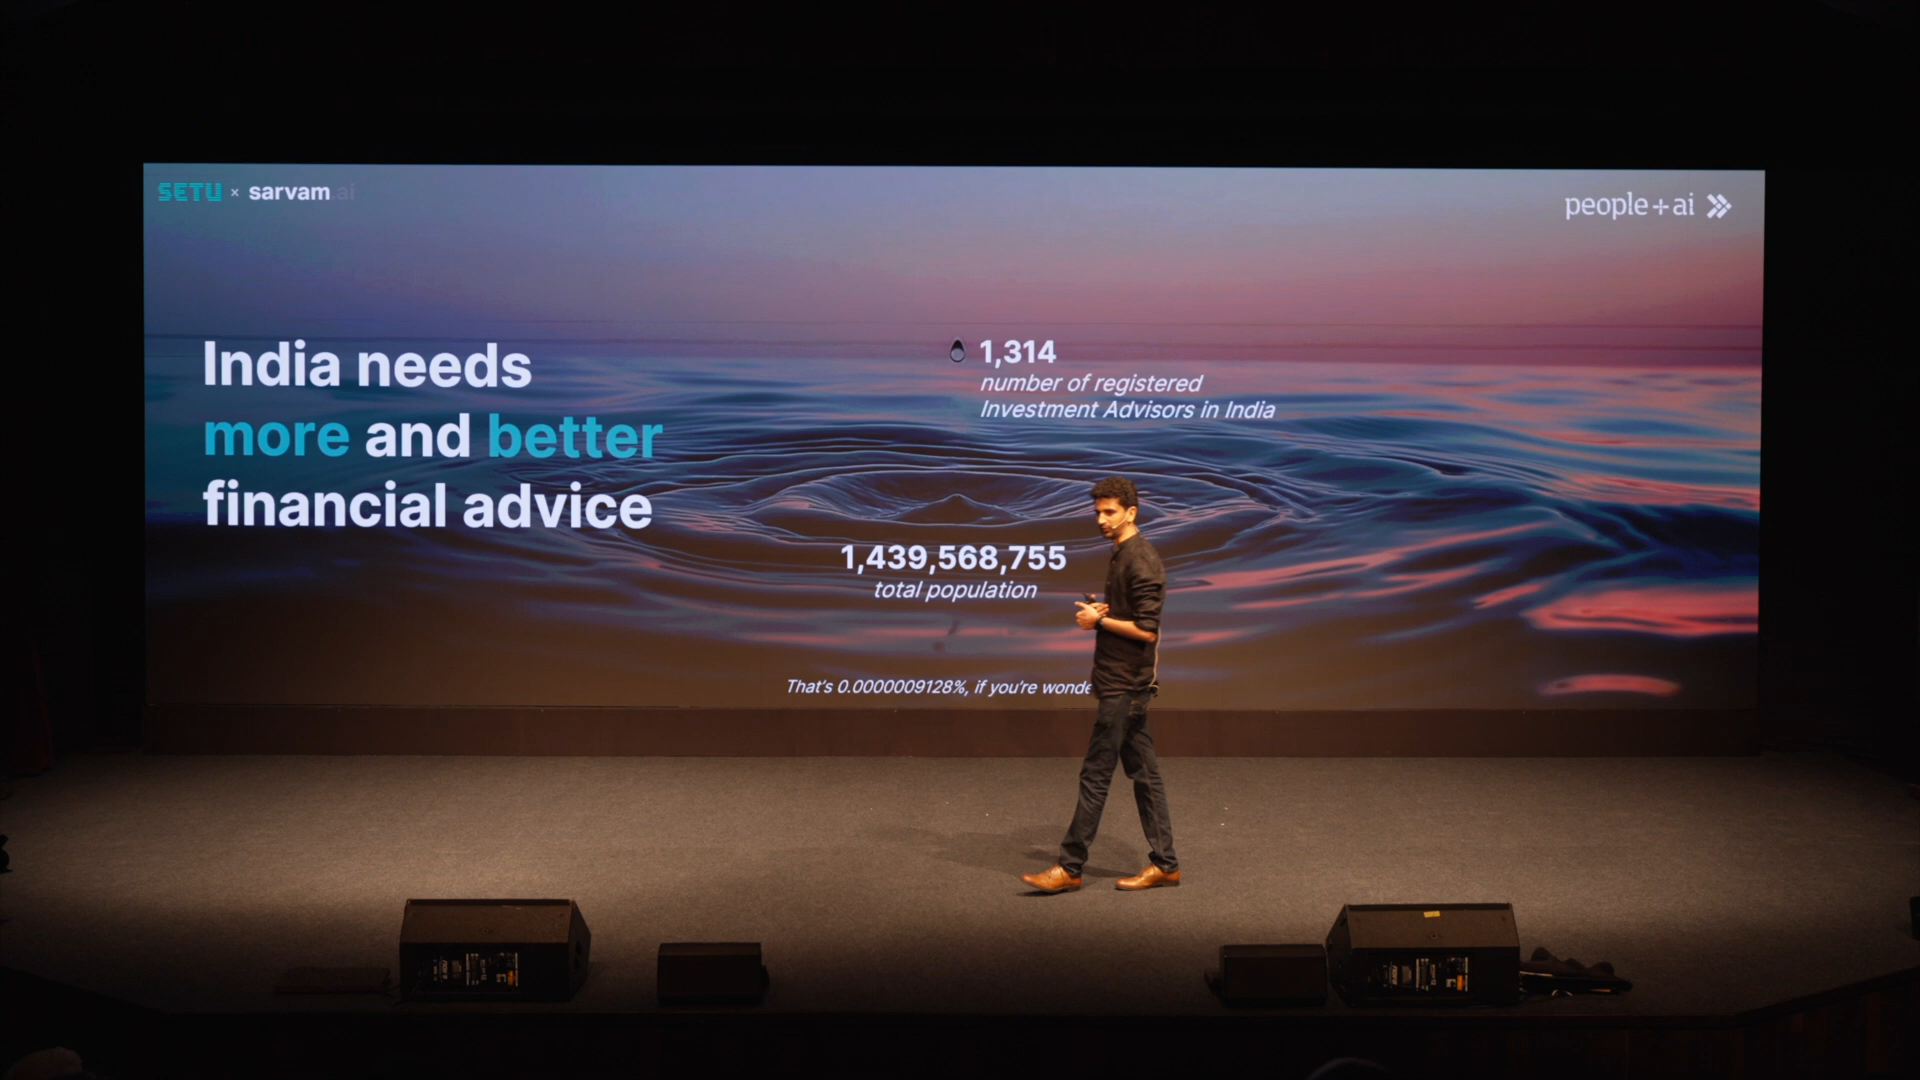 SETU × sarvam.ai
people+ai
India needs
more and better
financial advice
1,314
number of registered
Investment Advisors in India
1,439,568,755
total population
That's 0.0000009128%, if you're